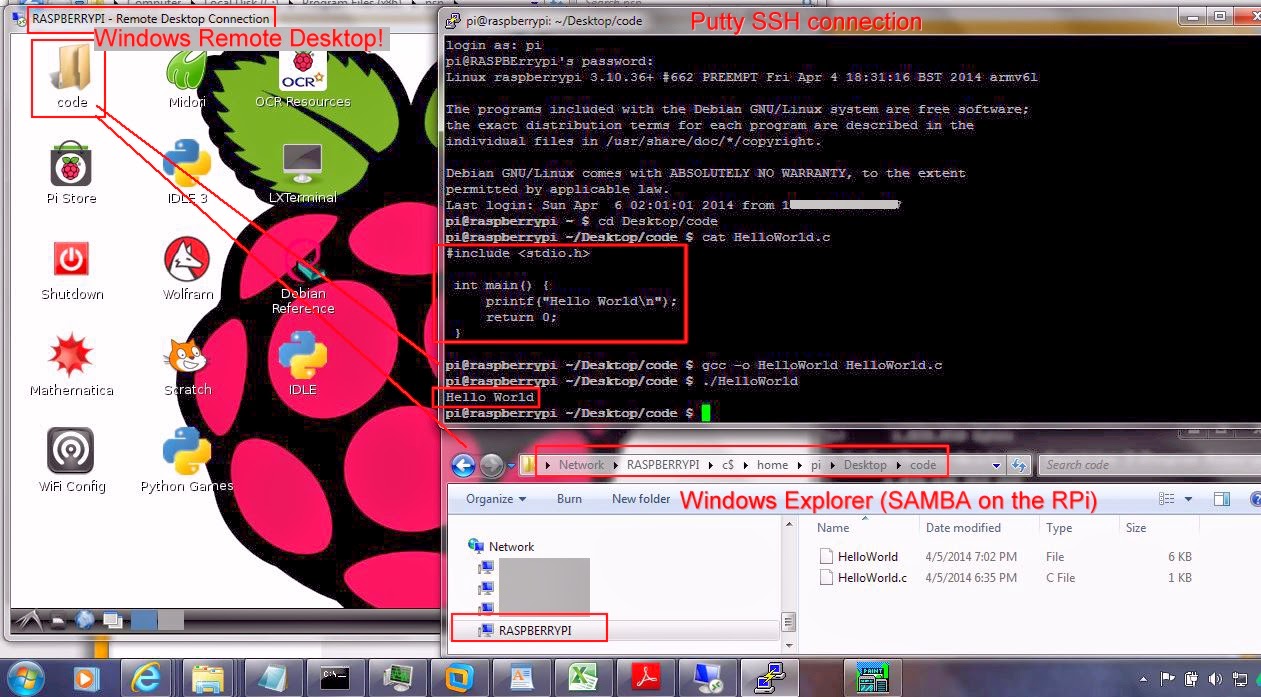 Computer
Local Disk (C:)
Program Files (x86)
nsn
RASPBERRYPI - Remote Desktop Connection
Windows Remote Desktop!
code
Midori
OCR
OCR Resources
Pi Store
IDLE 3
LXTerminal
Shutdown
Wolfram
Debian
Reference
Mathematica
Scratch
IDLE
WiFi Config
Python Games
pi@raspberrypi: ~/Desktop/code
Putty SSH connection
login as: pi
pi@RASPBErrypi's password:
Linux raspberrypi 3.10.36+ #662 PREEMPT Fri Apr 4 18:31:16 BST 2014 armv6l
The programs included with the Debian GNU/Linux system are free software;
the exact distribution terms for each program are described in the
individual files in /usr/share/doc/*/copyright.
Debian GNU/Linux comes with ABSOLUTELY NO WARRANTY, to the extent
permitted by applicable law.
Last login: Sun Apr  6 02:01:01 2014 from 1
pi@raspberrypi ~ $ cd Desktop/code
pi@raspberrypi ~/Desktop/code $ cat HelloWorld.c
#include <stdio.h>
int main() {
printf("Hello World\n");
return 0;
}
pi@raspberrypi ~/Desktop/code $ gcc -o HelloWorld HelloWorld.c
pi@raspberrypi ~/Desktop/code $ ./HelloWorld
Hello World
pi@raspberrypi ~/Desktop/code $
Network RASPBERRYPI c$ home pi Desktop code
Search code
Organize Burn New folder
Windows Explorer (SAMBA on the RPi)
Name Date modified Type Size
Network
HelloWorld 4/5/2014 7:02 PM File 6 KB
HelloWorld.c 4/5/2014 6:35 PM C File 1 KB
RASPBERRYPI
C:\.
PRINT